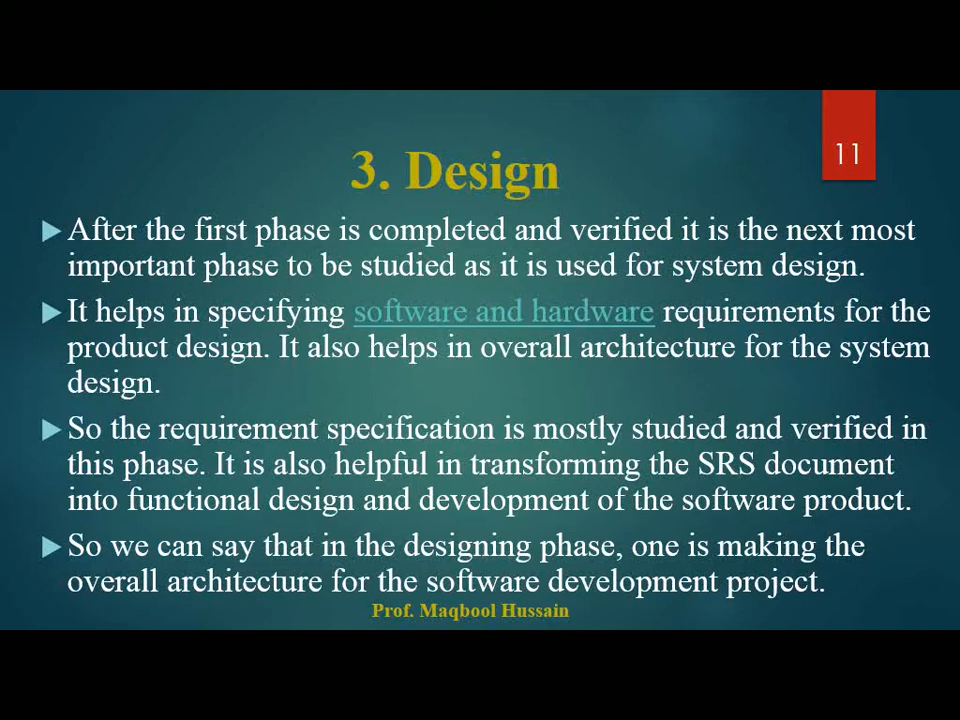 11
3. Design
After the first phase is completed and verified it is the next most
important phase to be studied as it is used for system design.
It helps in specifying software and hardware requirements for the
product design. It also helps in overall architecture for the system
design.
So the requirement specification is mostly studied and verified in
this phase. It is also helpful in transforming the SRS document
into functional design and development of the software product.
So we can say that in the designing phase, one is making the
overall architecture for the software development project.
Prof. Maqbool Hussain